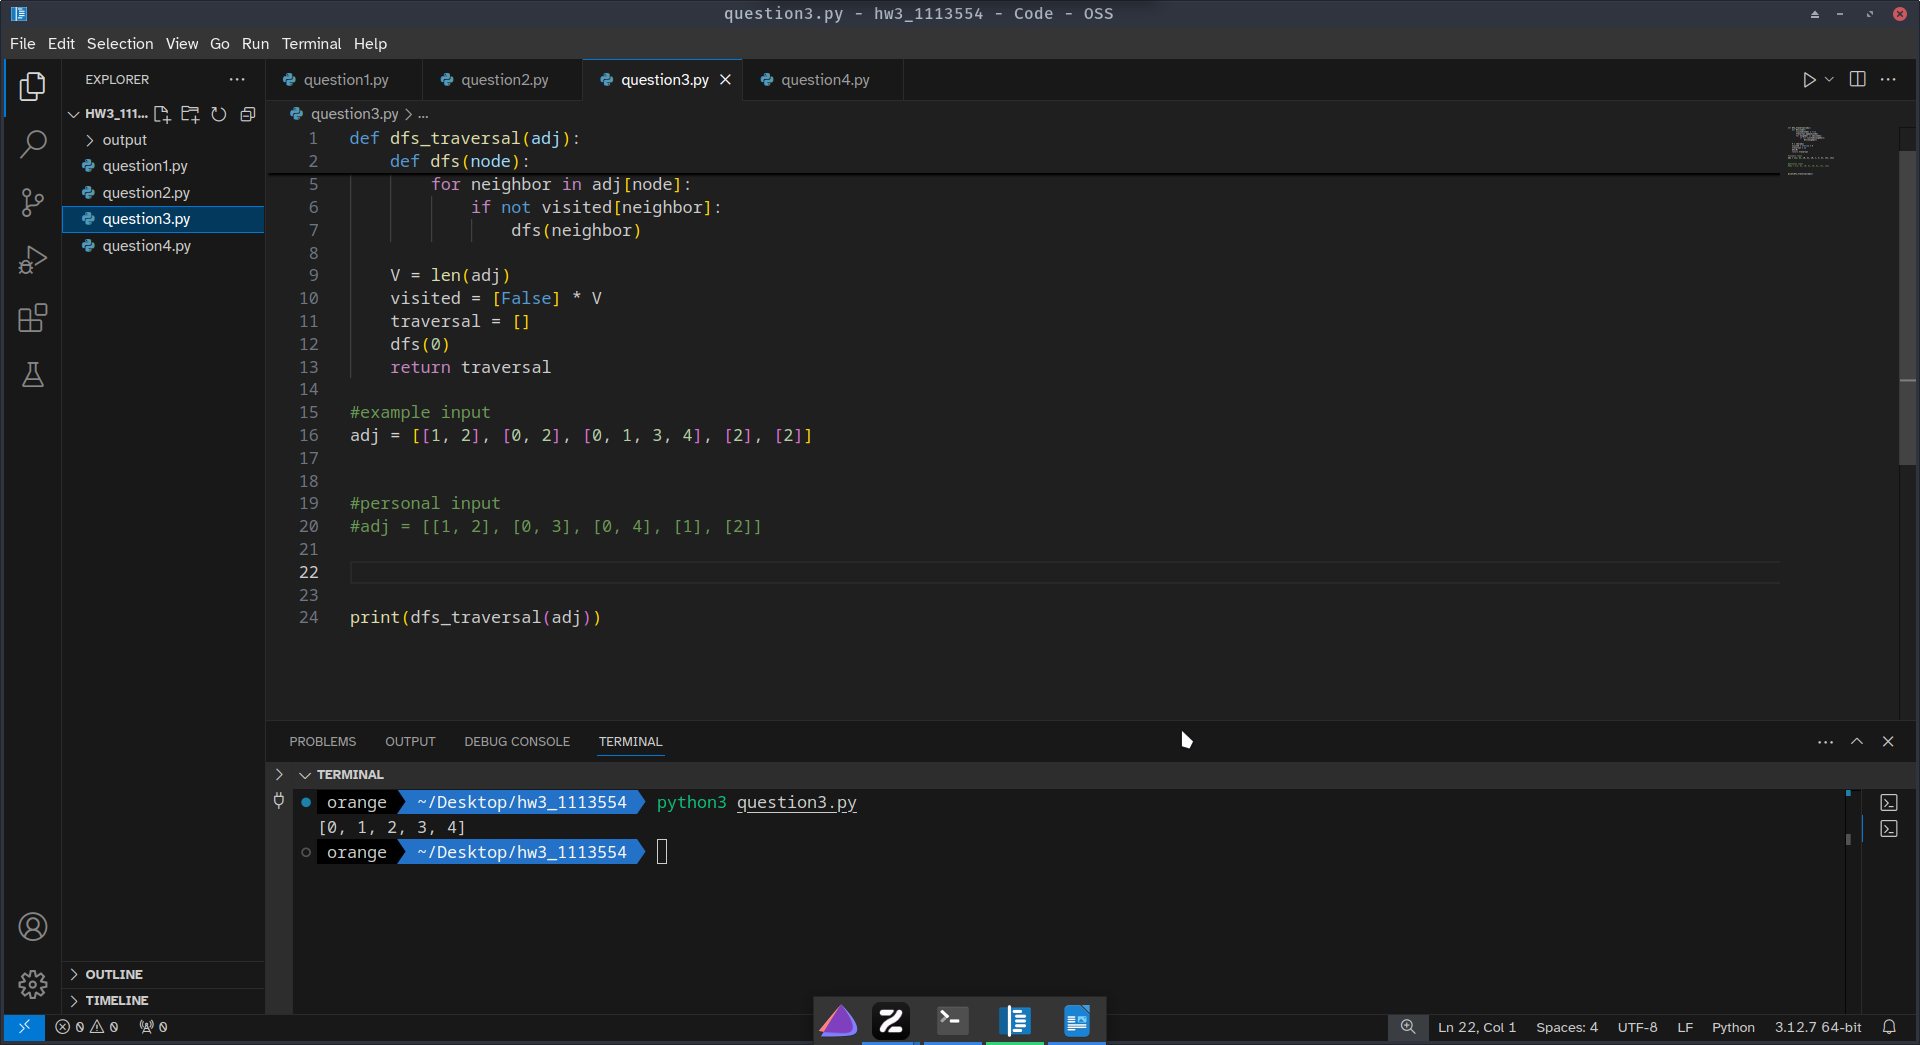 question3.py - hw3_1113554 - Code - OSS
File Edit Selection View Go Run Terminal Help
EXPLORER
HW3_111...
output
question1.py
question2.py
question3.py
question4.py
OUTLINE
TIMELINE
question1.py question2.py question3.py question4.py
question3.py > ...
1 def dfs_traversal(adj):
2 def dfs(node):
5 for neighbor in adj[node]:
6 if not visited[neighbor]:
7 dfs(neighbor)
8
9 V = len(adj)
10 visited = [False] * V
11 traversal = []
12 dfs(0)
13 return traversal
14
15 #example input
16 adj = [[1, 2], [0, 2], [0, 1, 3, 4], [2], [2]]
17
18
19 #personal input
20 #adj = [[1, 2], [0, 3], [0, 4], [1], [2]]
21
22
23
24 print(dfs_traversal(adj))
PROBLEMS OUTPUT DEBUG CONSOLE TERMINAL
TERMINAL
orange ~/Desktop/hw3_1113554 python3 question3.py
[0, 1, 2, 3, 4]
orange ~/Desktop/hw3_1113554
0 0 0 Ln 22, Col 1 Spaces: 4 UTF-8 LF Python 3.12.7 64-bit